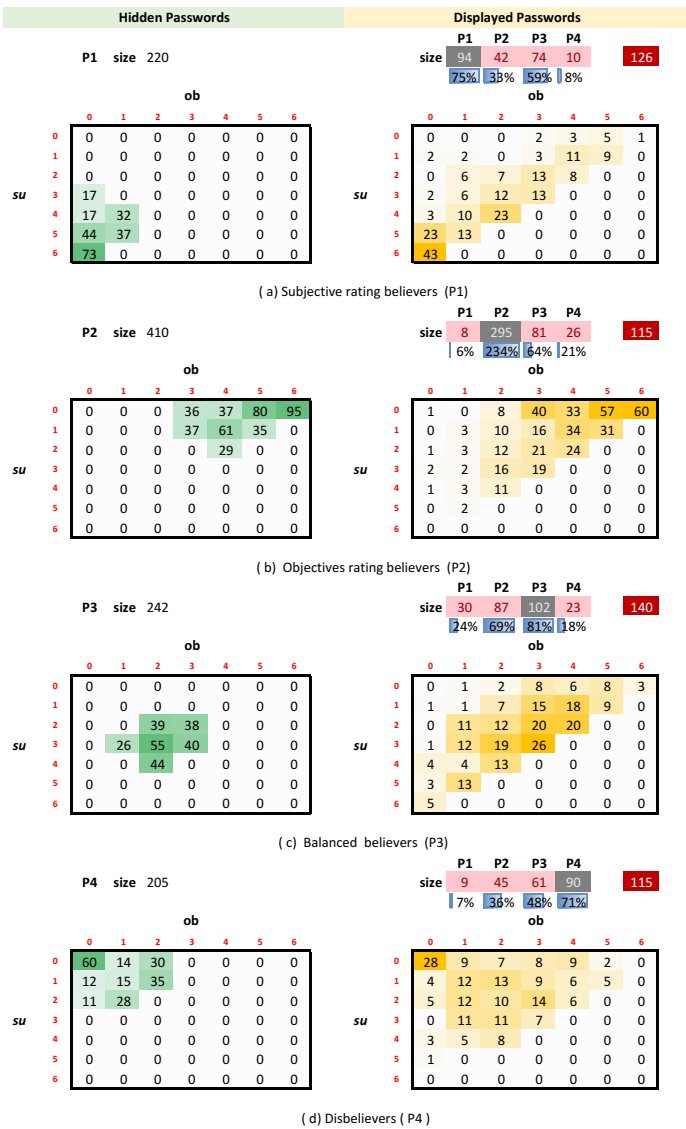 Hidden Passwords Displayed Passwords
P1 P2 P3 P4
P1 size 220 size 94 42 74 10 126
75% 33% 59% 8%
ob ob
0 1 2 3 4 5 6 0 1 2 3 4 5 6
0 0 0 0 0 0 0 0 0 0 0 0 2 3 5 1
1 0 0 0 0 0 0 0 1 2 2 0 3 11 9 0
2 0 0 0 0 0 0 0 2 0 6 7 13 8 0 0
su 3 17 0 0 0 0 0 0 su 3 2 6 12 13 0 0 0
4 17 32 0 0 0 0 0 4 3 10 23 0 0 0 0
5 44 37 0 0 0 0 0 5 23 13 0 0 0 0 0
6 73 0 0 0 0 0 0 6 43 0 0 0 0 0 0
( a) Subjective rating believers (P1)
P1 P2 P3 P4
P2 size 410 size 8 295 81 26 115
6% 234% 64% 21%
ob ob
0 1 2 3 4 5 6 0 1 2 3 4 5 6
0 0 0 0 36 37 80 95 0 1 0 8 40 33 57 60
1 0 0 0 37 61 35 0 1 0 3 10 16 34 31 0
2 0 0 0 0 29 0 0 2 1 3 12 21 24 0 0
su 3 0 0 0 0 0 0 0 su 3 2 2 16 19 0 0 0
4 0 0 0 0 0 0 0 4 1 3 11 0 0 0 0
5 0 0 0 0 0 0 0 5 0 2 0 0 0 0 0
6 0 0 0 0 0 0 0 6 0 0 0 0 0 0 0
( b) Objectives rating believers (P2)
P1 P2 P3 P4
P3 size 242 size 30 87 102 23 140
24% 69% 81% 18%
ob ob
0 1 2 3 4 5 6 0 1 2 3 4 5 6
0 0 0 0 0 0 0 0 0 0 1 2 8 6 8 3
1 0 0 0 0 0 0 0 1 1 1 7 15 18 9 0
2 0 0 39 38 0 0 0 2 0 11 12 20 20 0 0
su 3 0 26 55 40 0 0 0 su 3 1 12 19 26 0 0 0
4 0 0 44 0 0 0 0 4 4 4 13 0 0 0 0
5 0 0 0 0 0 0 0 5 3 13 0 0 0 0 0
6 0 0 0 0 0 0 0 6 5 0 0 0 0 0 0
( c) Balanced believers (P3)
P1 P2 P3 P4
P4 size 205 size 9 45 61 90 115
7% 36% 48% 71%
ob ob
0 1 2 3 4 5 6 0 1 2 3 4 5 6
0 60 14 30 0 0 0 0 0 28 9 7 8 9 2 0
1 12 15 35 0 0 0 0 1 4 12 13 9 6 5 0
2 11 28 0 0 0 0 0 2 5 12 10 14 6 0 0
su 3 0 0 0 0 0 0 0 su 3 0 11 11 7 0 0 0
4 0 0 0 0 0 0 0 4 3 5 8 0 0 0 0
5 0 0 0 0 0 0 0 5 1 0 0 0 0 0 0
6 0 0 0 0 0 0 0 6 0 0 0 0 0 0 0
( d) Disbelievers ( P4 )